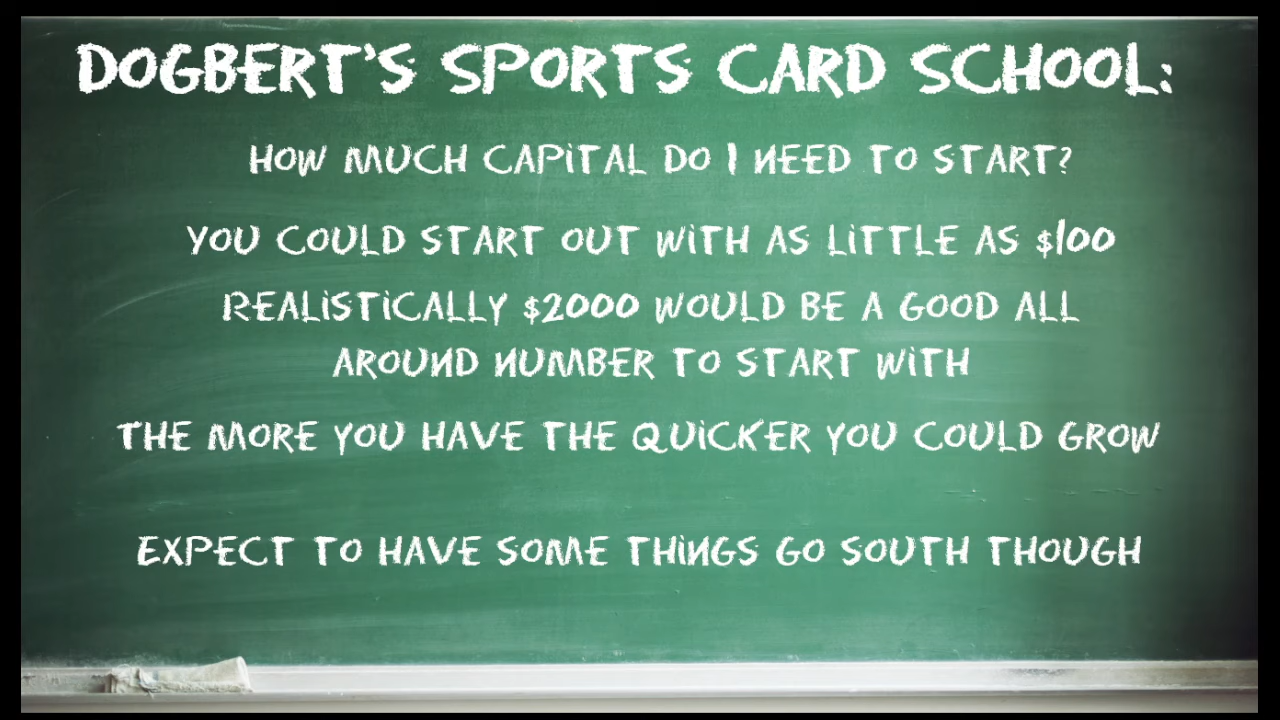 DOGBERT'S SPORTS CARD SCHOOL:
HOW MUCH CAPITAL DO I NEED TO START?
YOU COULD START OUT WITH AS LITTLE AS $100
REALISTICALLY $2000 WOULD BE A GOOD ALL
AROUND NUMBER TO START WITH
THE MORE YOU HAVE THE QUICKER YOU COULD GROW
EXPECT TO HAVE SOME THINGS GO SOUTH THOUGH